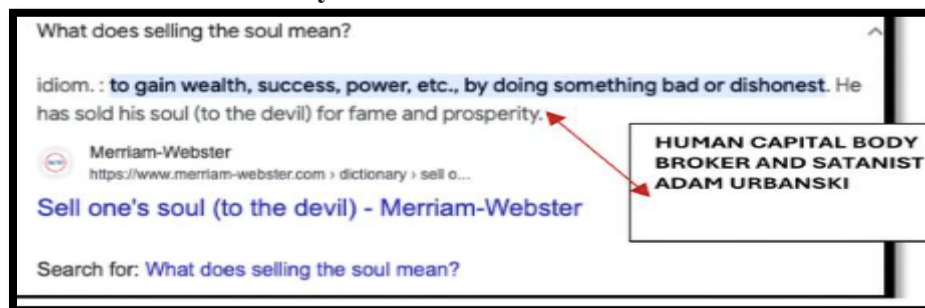 What does selling the soul mean?
idiom. : to gain wealth, success, power, etc., by doing something bad or dishonest. He
has sold his soul (to the devil) for fame and prosperity.
HUMAN CAPITAL BODY
BROKER AND SATANIST
ADAM URBANSKI
Merriam-Webster
https://www.merriam-webster.com › dictionary › sell o...
Sell one's soul (to the devil) - Merriam-Webster
Search for: What does selling the soul mean?